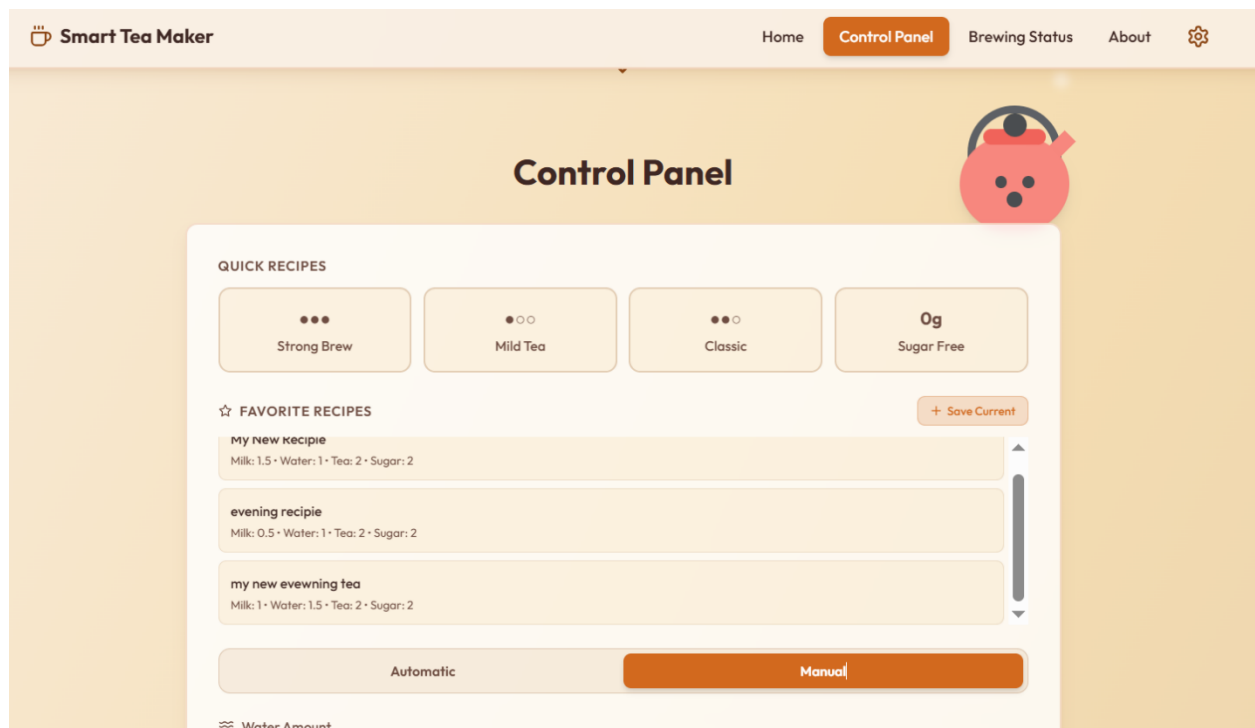 Smart Tea Maker
Home Control Panel Brewing Status About
Control Panel
QUICK RECIPES
Strong Brew
Mild Tea
Classic
0g
Sugar Free
FAVORITE RECIPES
+ Save Current
My New Recipie
Milk: 1.5 • Water: 1 • Tea: 2 • Sugar: 2
evening recipie
Milk: 0.5 • Water: 1 • Tea: 2 • Sugar: 2
my new evewning tea
Milk: 1 • Water: 1.5 • Tea: 2 • Sugar: 2
Automatic Manual
Water Amount